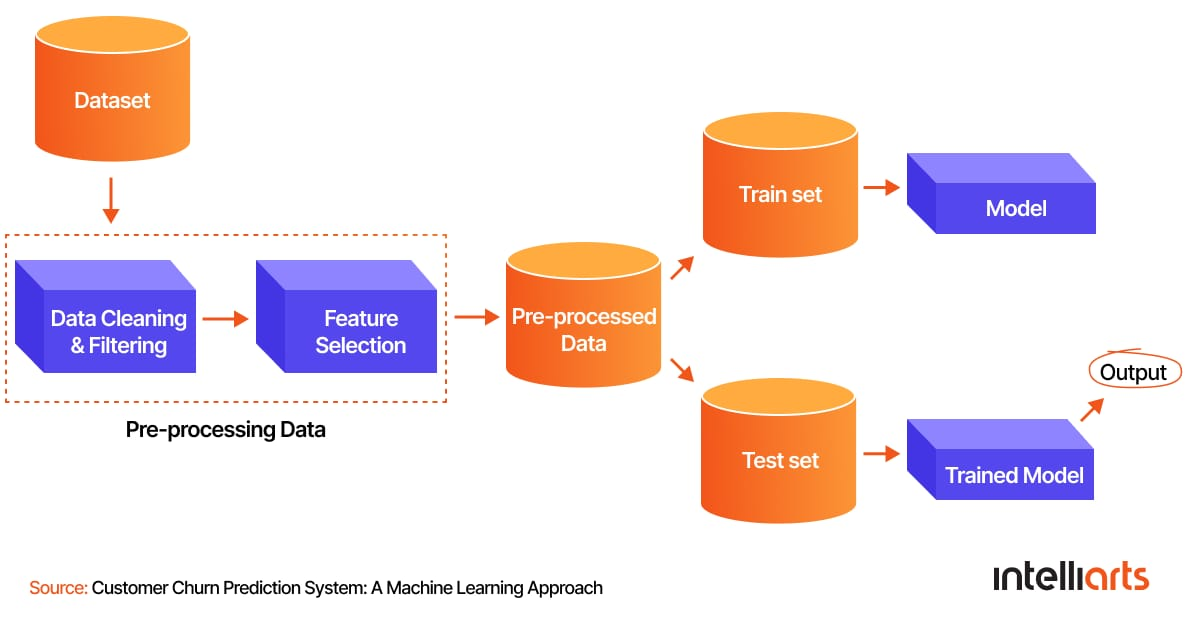 Dataset
Data Cleaning
& Filtering
Feature
Selection
Pre-processing Data
Pre-processed
Data
Train set
Model
Test set
Trained Model
Output
Source: Customer Churn Prediction System: A Machine Learning Approach
intelliarts